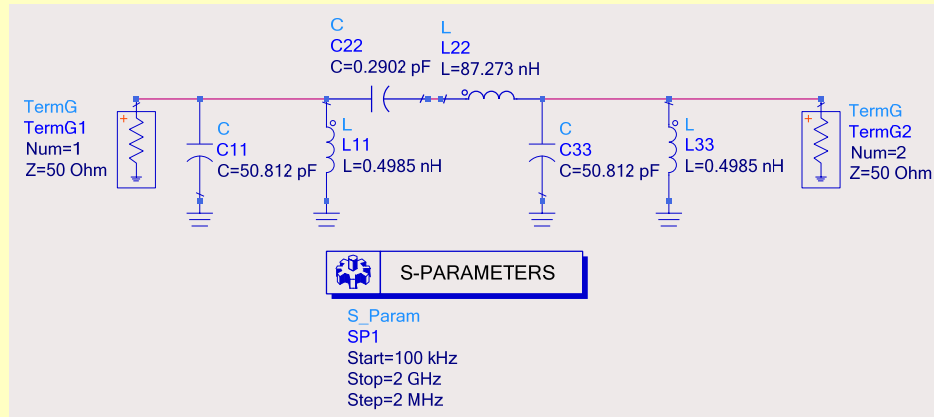 C
C22
C=0.2902 pF
L
L22
L=87.273 nH
TermG
TermG1
Num=1
Z=50 Ohm
+
C
C11
C=50.812 pF
L
L11
L=0.4985 nH
C
C33
C=50.812 pF
L
L33
L=0.4985 nH
+
TermG
TermG2
Num=2
Z=50 Ohm
S-PARAMETERS
S_Param
SP1
Start=100 kHz
Stop=2 GHz
Step=2 MHz